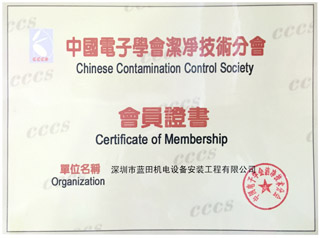 CCCS
中國電子學會潔净技術分會
Chinese Contamination Control Society
會員證書
Certificate of Membership
單位名稱 深圳市蓝田机电设备安装工程有限公司
Organization